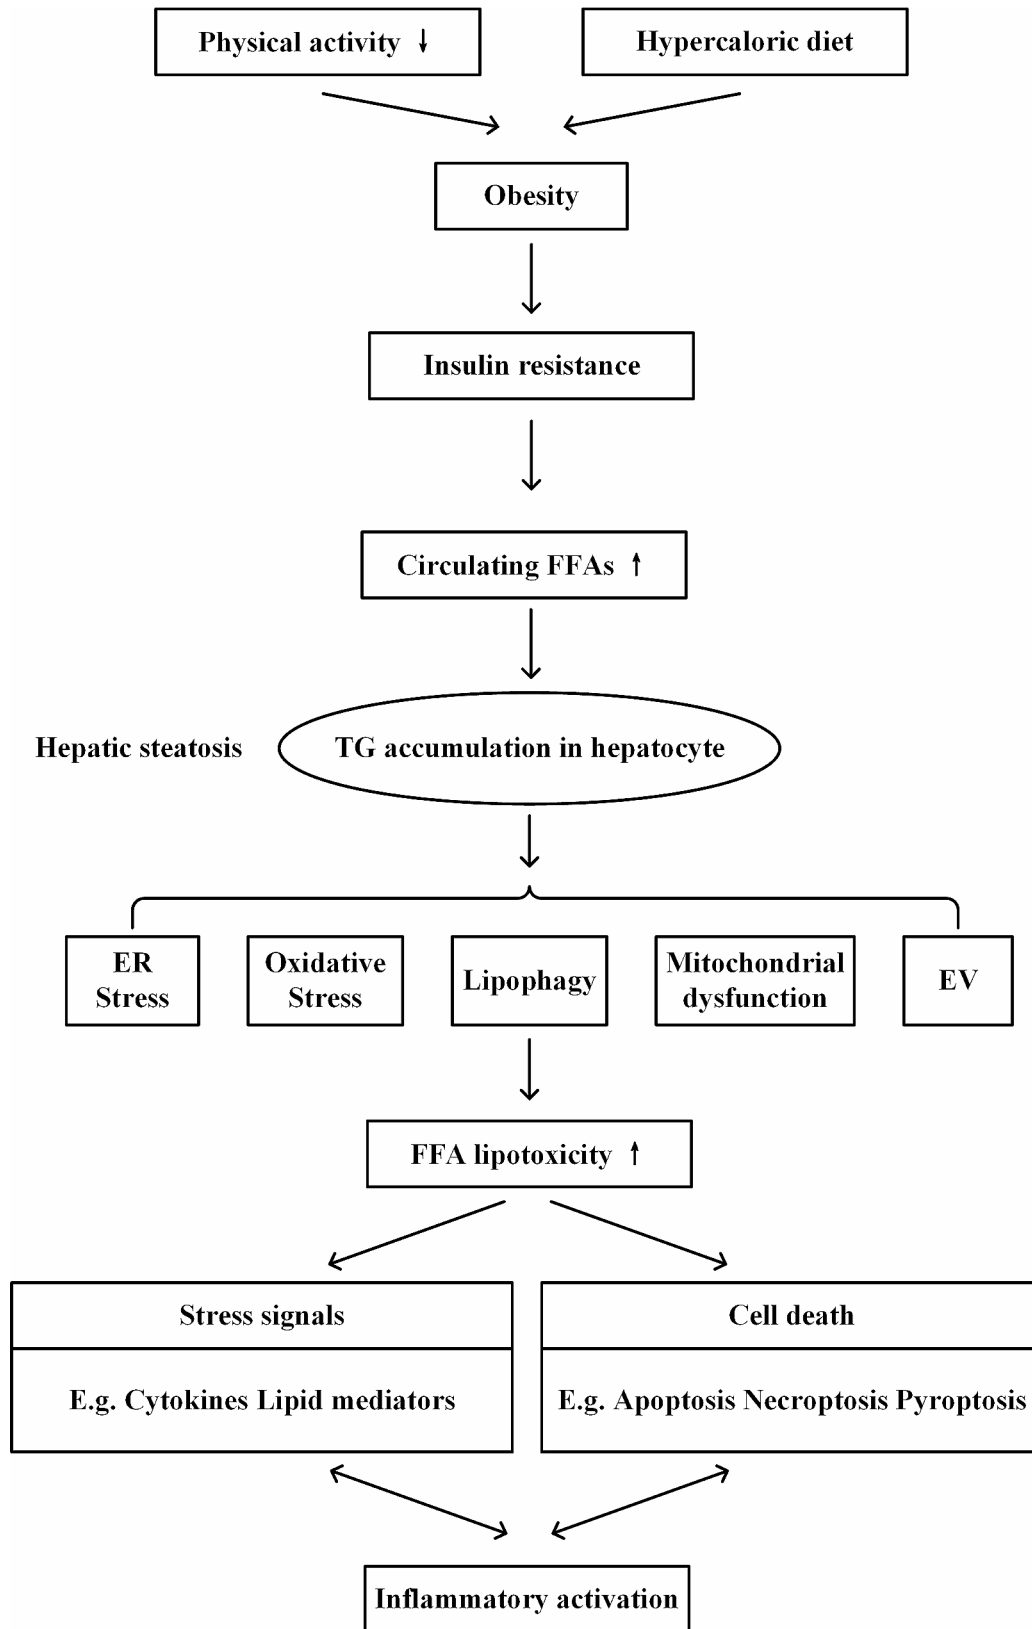 Physical activity ↓
Hypercaloric diet
Obesity
Insulin resistance
Circulating FFAs ↑
Hepatic steatosis
TG accumulation in hepatocyte
ER
Stress
Oxidative
Stress
Lipophagy
Mitochondrial
dysfunction
EV
FFA lipotoxicity ↑
Stress signals
E.g. Cytokines Lipid mediators
Cell death
E.g. Apoptosis Necroptosis Pyroptosis
Inflammatory activation